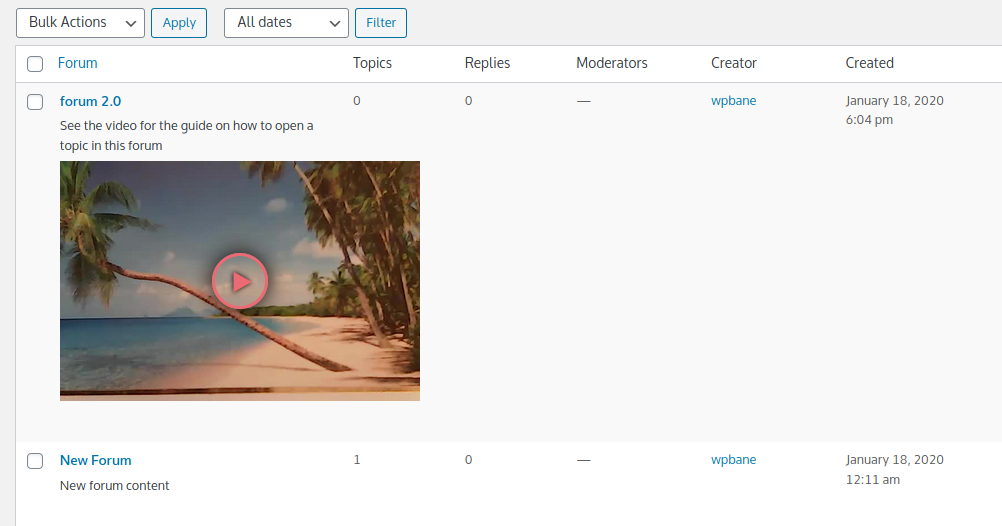 Bulk Actions Apply All dates Filter
Forum Topics Replies Moderators Creator Created
forum 2.0 0 0 — wpbane January 18, 2020
6:04 pm
See the video for the guide on how to open a
topic in this forum
New Forum 1 0 — wpbane January 18, 2020
12:11 am
New forum content